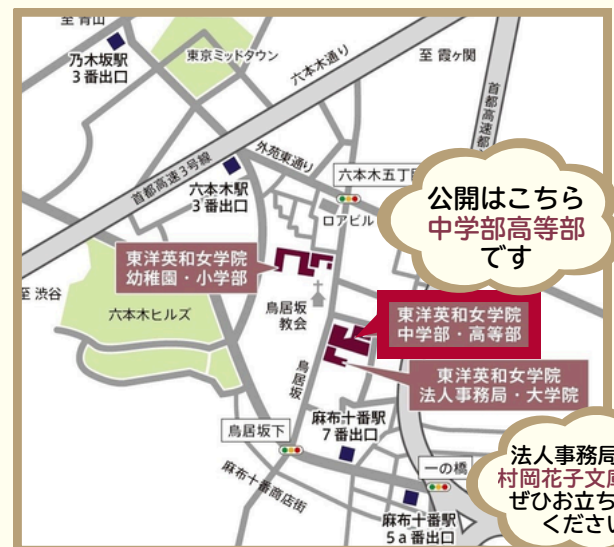 至 青山
乃木坂駅
3番出口
東京ミッドタウン
六本木通り
至 霞ヶ関
首都高速都
首都高速3号線
外苑東通り
六本木駅
3番出口
六本木五丁目
ロアビル
公開はこちら
中学部高等部
です
東洋英和女学院
幼稚園・小学部
至 渋谷
六本木ヒルズ
鳥居坂
教会
東洋英和女学院
中学部・高等部
鳥居坂
東洋英和女学院
法人事務局・大学院
麻布十番駅
7番出口
鳥居坂下
一の橋
麻布十番商店街
麻布十番駅
5a番出口
法人事務局
村岡花子文庫
ぜひお立ち
くださ